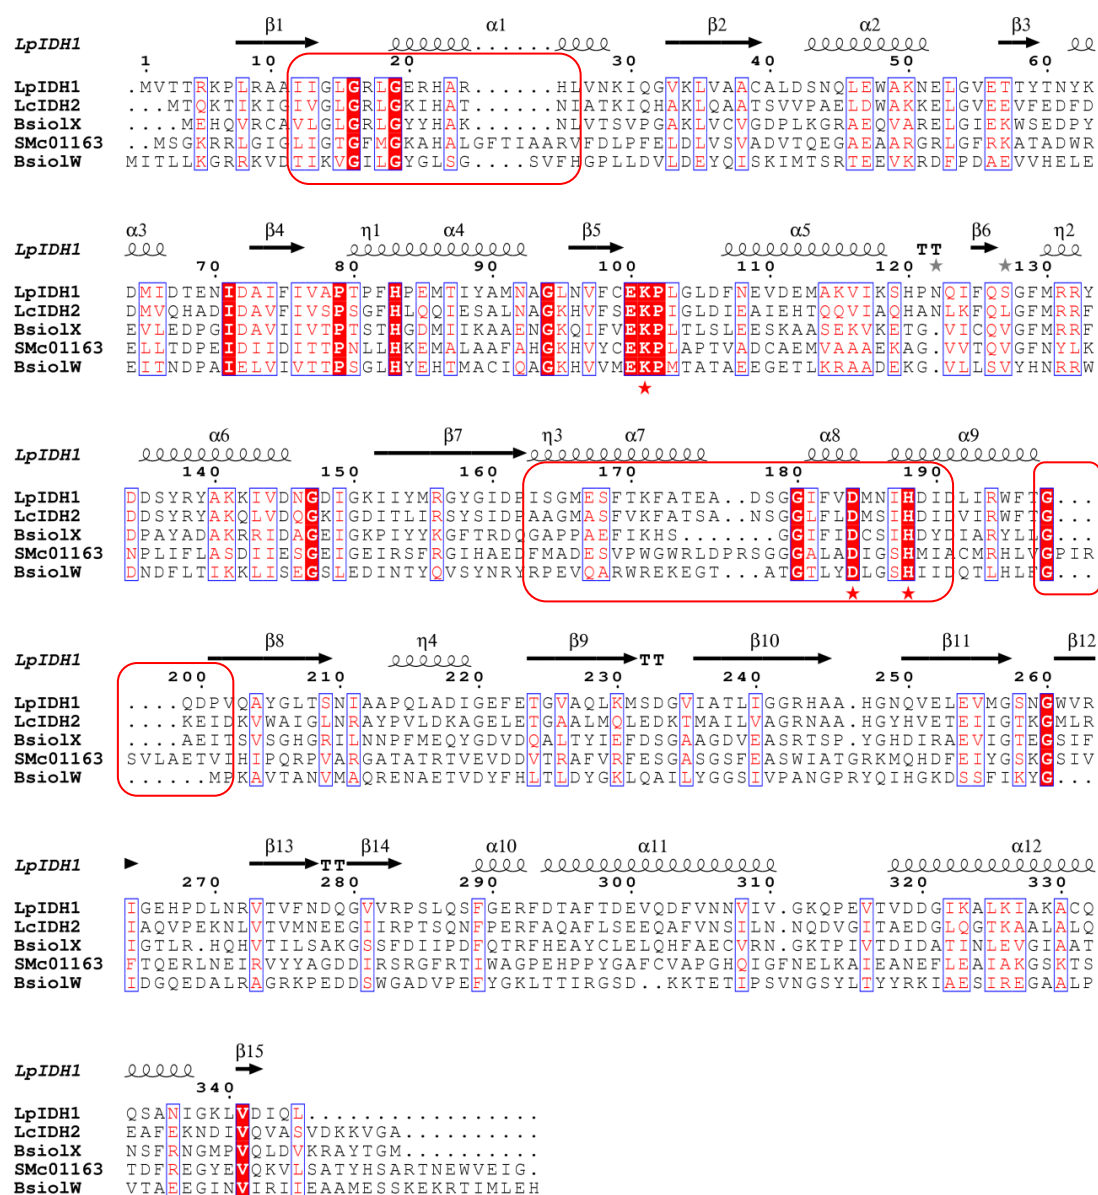 β1 α1 β2 α2 β3
LpIDH1
1 10 20 30 40 50 60
LpIDH1 .MVTTRKPLRAAIIGLGRLGERHAR......HLVNKIQGVKLVAACALDSNQLEWAKNELGVETTYTNYK
LcIDH2 ...MTQKTIKIGIVGLGRLGKIHAT......NIATKIQHAKLQAATSVVPAELDWAKKELGVEEVFEDFD
BsiolX ....MEHQVRCAVLGLGRLGYYHAK......NLVTSVPGAKLVCVGDPLKGRAEQVARELGIEKWSEDPY
SMc01163 ..MSGKRRLGIGLIGTGFMGKAHALGFTIAARVFDLPFELDLVSVADVTQEGAEAARGRLGFRKATADWR
BsiolW MITLLKGRRKVDTIKVGILGYGLSG....SVFHGPLLDVLDEYQISKIMTSRTEEVKRDFPDAEVVHELE
α3 β4 η1 α4 β5 α5 TT β6 η2
LpIDH1
70 80 90 100 110 120 130
LpIDH1 DMIDTENIDAIFIVAPTPFHPEMTIYAMNAGLNVFCEKPLGLDFNEVDEMAKVIKSHPNQIFQSGFMRRY
LcIDH2 DMVQHADIDAVFIVSPSGFHLQQIESALNAGKHVFSEKPIGLDIEAIEHTQQVIAQHANLKFQLGFMRRF
BsiolX EVLEDPGIDAVIIVTPTSTHGDMIIKAAENGKQIFVEKPLTLSLEESKAASEKVKETG.VICQVGFMRRF
SMc01163 ELLTDPEIDIIDITTPNLLHKEMALAAFAHGKHVYCEKPLAPTVADCAEMVAAAEKAG.VVTQVGFNYLK
BsiolW EITNDPAIELVIVTTPSGLHYEHTMACIQAGKHVVMEKPMTATAEEGETLKRAADEKG.VLLSVYHNRRW
α6 β7 η3 α7 α8 α9
LpIDH1
140 150 160 170 180 190
LpIDH1 DDSYRYAKKIVDNGDIGKIIYMRGYGIDPISGMESFTKFATEA..DSGGIFVDMNIHDIDLIRWFTG...
LcIDH2 DDSYRYAKQLVDQGKIGDITLIRSYSIDPAAGMASFVKFATSA..NSGGLFLDMSIHDIDVIRWFTG...
BsiolX DPAYADAKRRIDAGEIGKPIYYKGFTRDQGAPPAEFIKHS.....GGIFIDCSIHDYDIARYLLG...
SMc01163 NPLIFLASDIIESGEIGEIRSFRGIHAEDFMADESVPWGWRLDPRSGGGALADIGSHMIACMRHLVGPIR
BsiolW DNDFLTIKKLISEGSLEDINTYQVSYNRYRPEVQARWREKEGT...ATGTLYDLGSHIIDQTLHLFG...
β8 η4 β9 TT β10 β11 β12
LpIDH1
200 210 220 230 240 250 260
LpIDH1 ....QDPVQAYGLTSNIAAPQLADIGEFETGVAQLKMSDGVIATLIGGRHAA.HGNQVELEVMGSNGWVR
LcIDH2 ....KEIDKVWAIGLNRAYPVLDKAGELETGAALMQLEDKTMAILVAGRNAA.HGYHVETEIIGTKGMLR
BsiolX ....AEITSVSGHGRILNNPFMEQYGDVDQALTYIEFDSGAAGDVEASRTSP.YGHDIRAEVIGTEGSIF
SMc01163 SVLAETVIHIPQRPVARGATAIRTVEVDDVTRAFVRFESGASGSFEASWIATGRKMQHDFEIYGSKGSIV
BsiolW ......MPKAVTANVMAQRENAETVDYFHLTLDYGKLQAILYGGSIVPANGPRYQIHGKDSSFIKYG...
β13 TT β14 α10 α11 α12
LpIDH1
270 280 290 300 310 320 330
LpIDH1 IGEHPDLNRVTVFNDQGVVRPSLQSFGERFDTAFTDEVQDFVNNVIV.GKQPEVTVDDGIKALKIAKACQ
LcIDH2 IAQVPEKNLVTVMNEEGIIRPTSQNFPERFAQAFLSEEQAFVNSILN.NQDVGITAEDGLQGTKAALALQ
BsiolX IGTLR.HQHVTILSAKGSSFDIIPDFQTRFHEAYCLELQHFAECVRN.GKTPIVTDIDATINLEVGIAAT
SMc01163 FTQERLNEIRVYYAGDDIRSRGFRTIWAGPEHPPYGAFCVAPGHQIGFNELKAIEANEFLEAIAKGSKTS
BsiolW IDGQEDALRAGRKPEDDSWGADVPEFYGKLTTIRGSD..KKTETIPSVNGSYLTYYRKIAESIREGAALP
β15
LpIDH1
340
LpIDH1 QSANIGKLVDIQL.................
LcIDH2 EAFEKNDIVQVASVDKKVGA..........
BsiolX NSFRNGMPVQLDVKRAYTGM..........
SMc01163 TDFREGYEVQKVLSATYHSARTNEWVEIG.
BsiolW VTAEEGINVIRIIEAAMESSKEKRTIMLEH